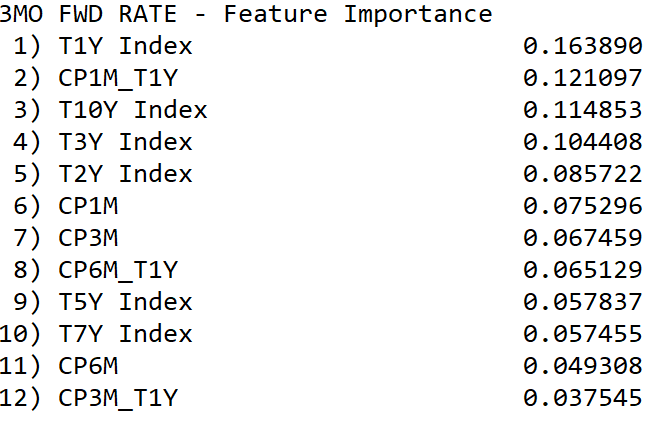 3MO FWD RATE - Feature Importance
1) T1Y Index 0.163890
2) CP1M_T1Y 0.121097
3) T10Y Index 0.114853
4) T3Y Index 0.104408
5) T2Y Index 0.085722
6) CP1M 0.075296
7) CP3M 0.067459
8) CP6M_T1Y 0.065129
9) T5Y Index 0.057837
10) T7Y Index 0.057455
11) CP6M 0.049308
12) CP3M_T1Y 0.037545